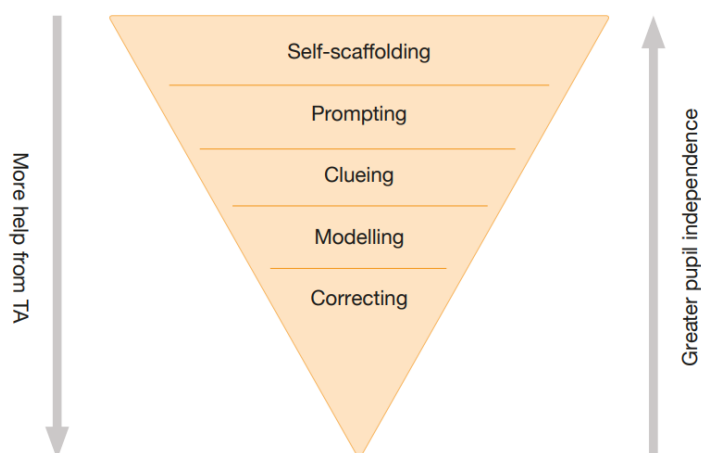 Self-scaffolding
Prompting
Clueing
Modelling
Correcting
More help from TA
Greater pupil independence